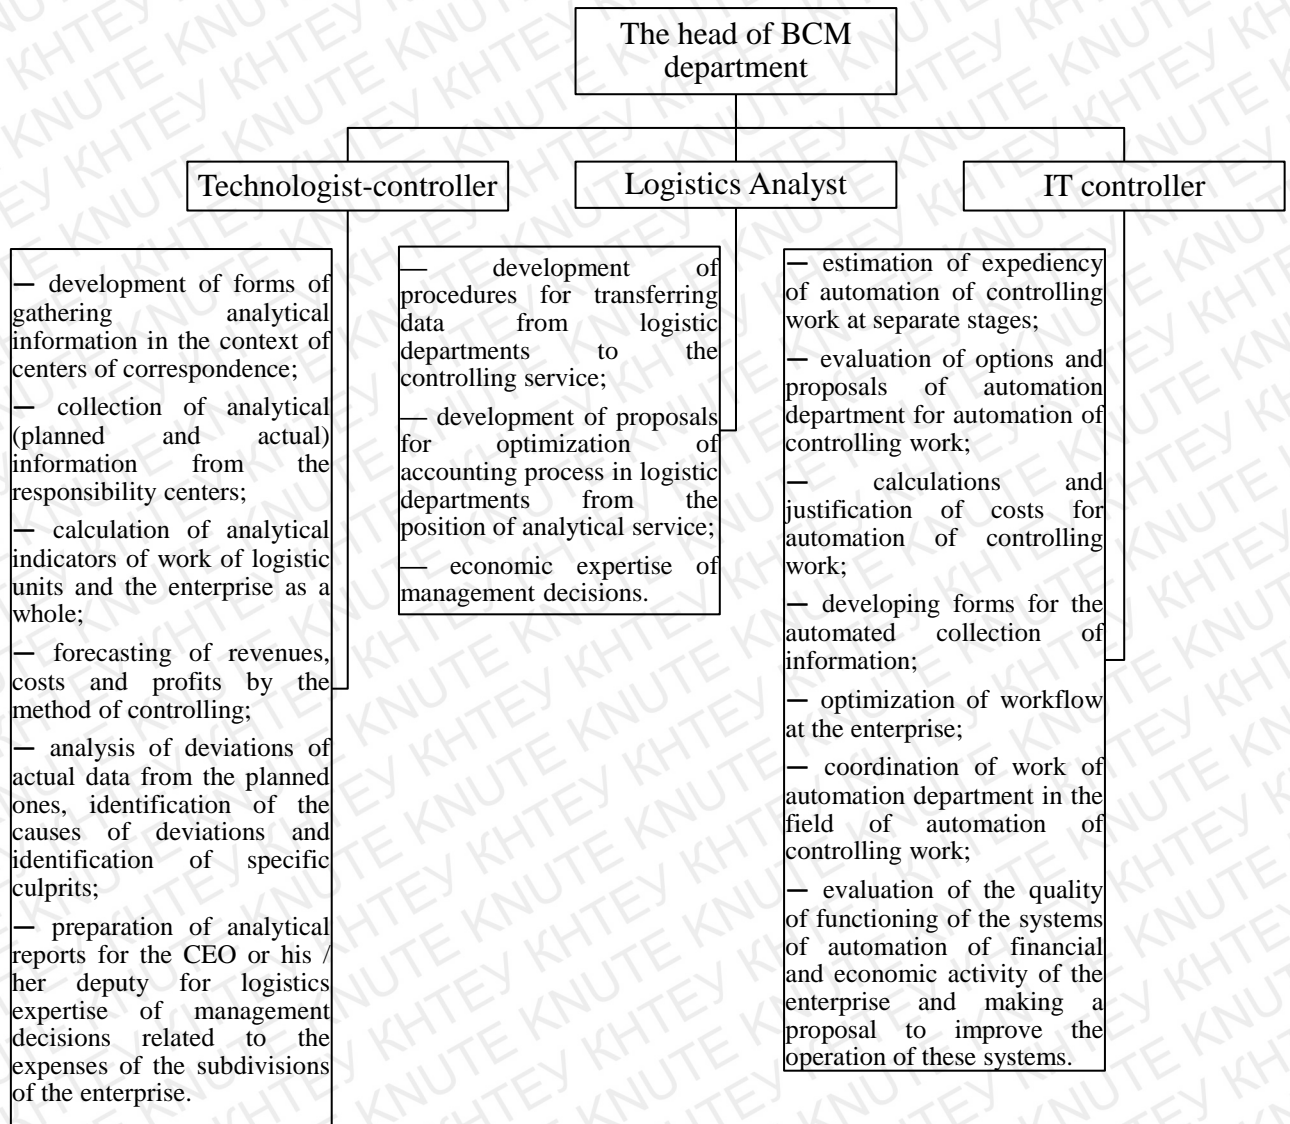 The head of BCM
department
Technologist-controller
Logistics Analyst
IT controller
— development of forms of
gathering analytical
information in the context of
centers of correspondence;
— collection of analytical
(planned and actual)
information from the
responsibility centers;
— calculation of analytical
indicators of work of logistic
units and the enterprise as a
whole;
— forecasting of revenues,
costs and profits by the
method of controlling;
— analysis of deviations of
actual data from the planned
ones, identification of the
causes of deviations and
identification of specific
culprits;
— preparation of analytical
reports for the CEO or his /
her deputy for logistics
expertise of management
decisions related to the
expenses of the subdivisions
of the enterprise.
— development of
procedures for transferring
data from logistic
departments to the
controlling service;
— development of proposals
for optimization of
accounting process in logistic
departments from the
position of analytical service;
— economic expertise of
management decisions.
— estimation of expediency
of automation of controlling
work at separate stages;
— evaluation of options and
proposals of automation
department for automation of
controlling work;
— calculations and
justification of costs for
automation of controlling
work;
— developing forms for the
automated collection of
information;
— optimization of workflow
at the enterprise;
— coordination of work of
automation department in the
field of automation of
controlling work;
— evaluation of the quality
of functioning of the systems
of automation of financial
and economic activity of the
enterprise and making a
proposal to improve the
operation of these systems.
KNUTE КНТЕУ